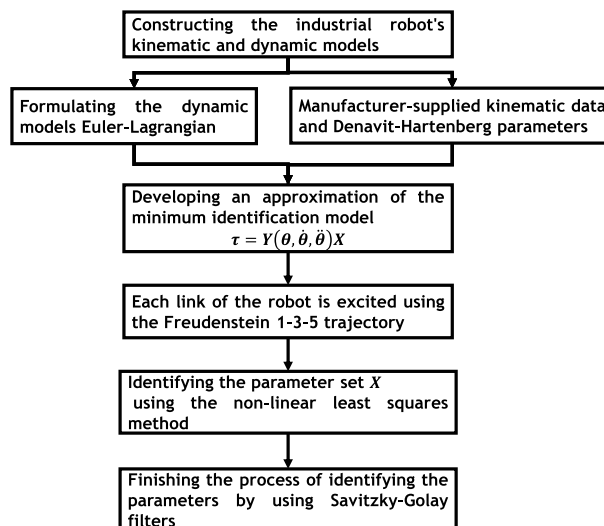 Constructing the industrial robot's
kinematic and dynamic models
Formulating the dynamic
models Euler-Lagrangian
Manufacturer-supplied kinematic data
and Denavit-Hartenberg parameters
Developing an approximation of the
minimum identification model
τ = Y(θ, θ̇, θ̈)X
Each link of the robot is excited using
the Freudenstein 1-3-5 trajectory
Identifying the parameter set X
using the non-linear least squares
method
Finishing the process of identifying the
parameters by using Savitzky-Golay
filters